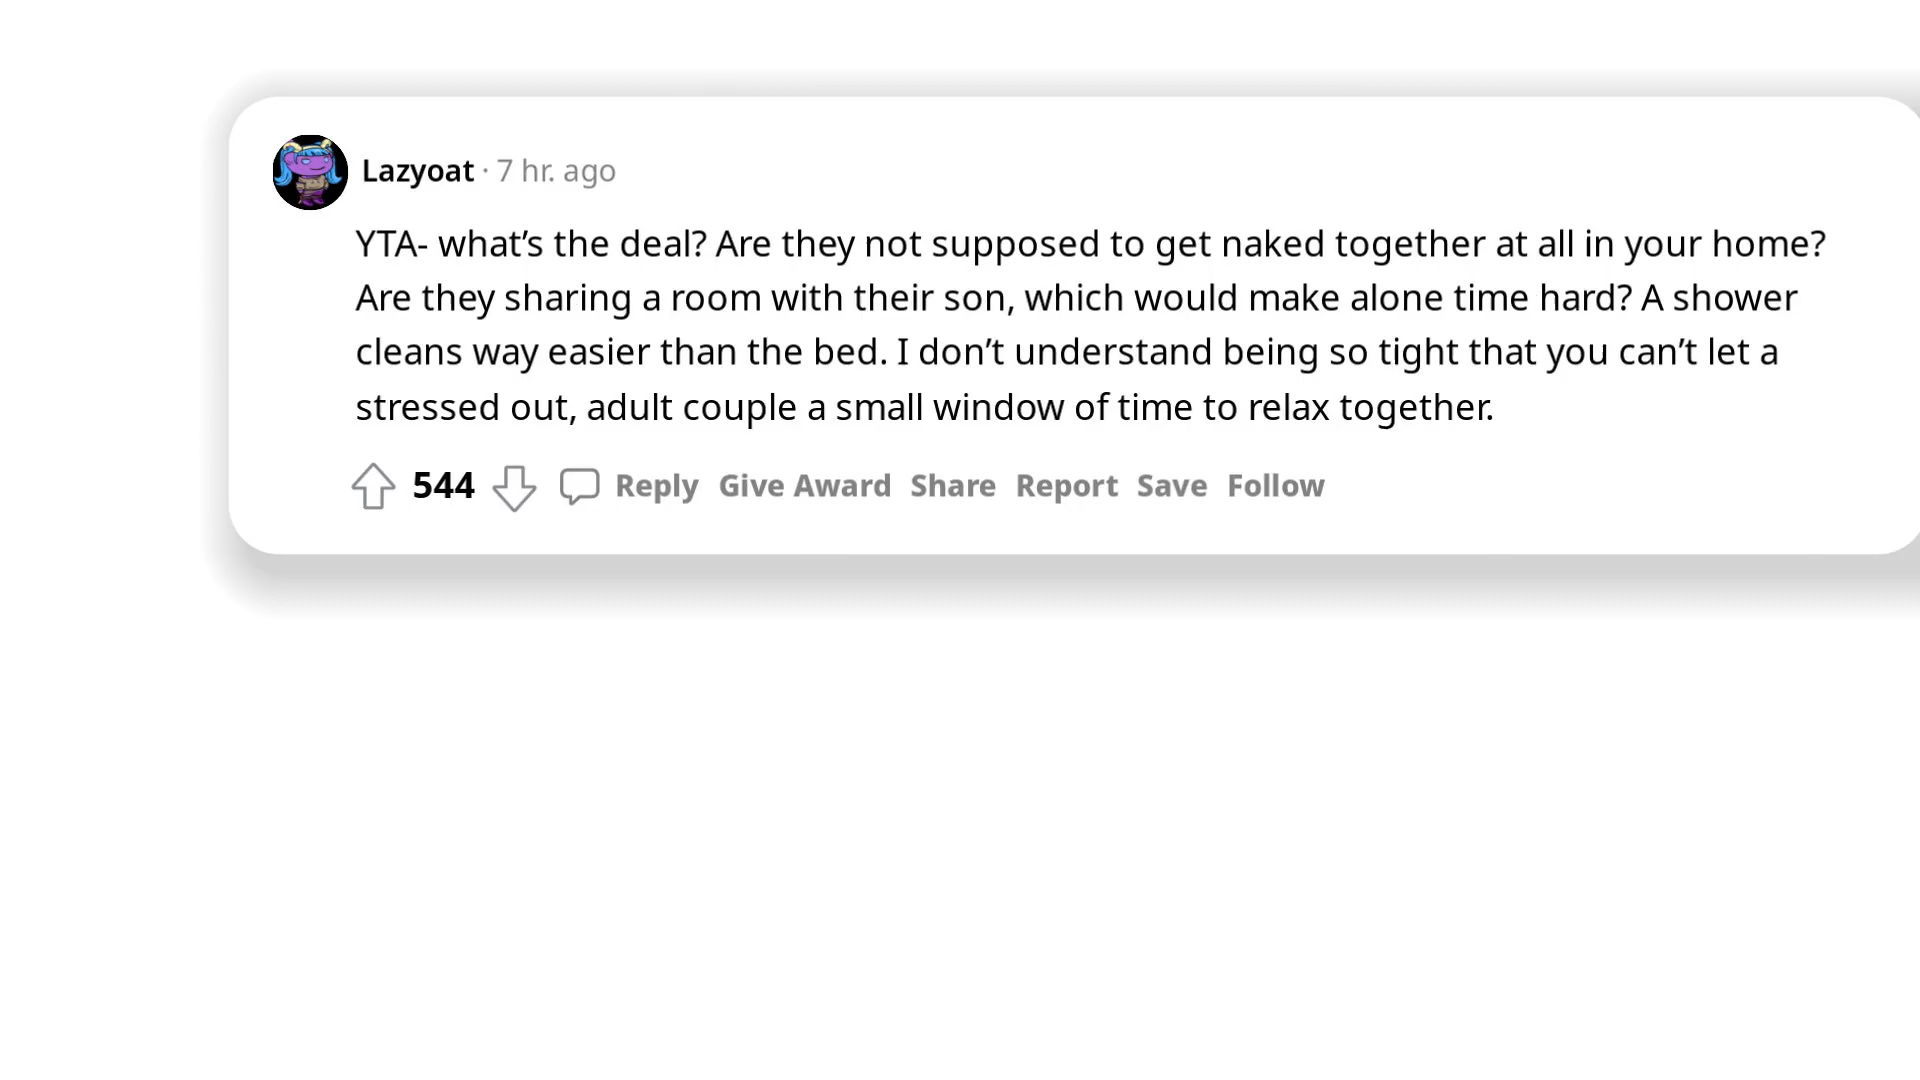 Lazyoat · 7 hr. ago
YTA- what’s the deal? Are they not supposed to get naked together at all in your home?
Are they sharing a room with their son, which would make alone time hard? A shower
cleans way easier than the bed. I don’t understand being so tight that you can’t let a
stressed out, adult couple a small window of time to relax together.
544 Reply Give Award Share Report Save Follow